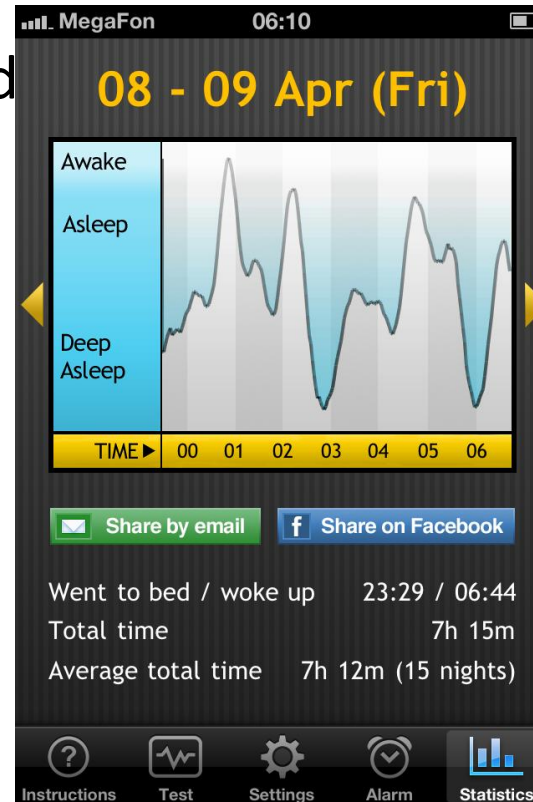 MegaFon 06:10
d
08 - 09 Apr (Fri)
Awake
Asleep
Deep
Asleep
TIME 00 01 02 03 04 05 06
Share by email f Share on Facebook
Went to bed / woke up 23:29 / 06:44
Total time 7h 15m
Average total time 7h 12m (15 nights)
? Instructions Test Settings Alarm Statistics